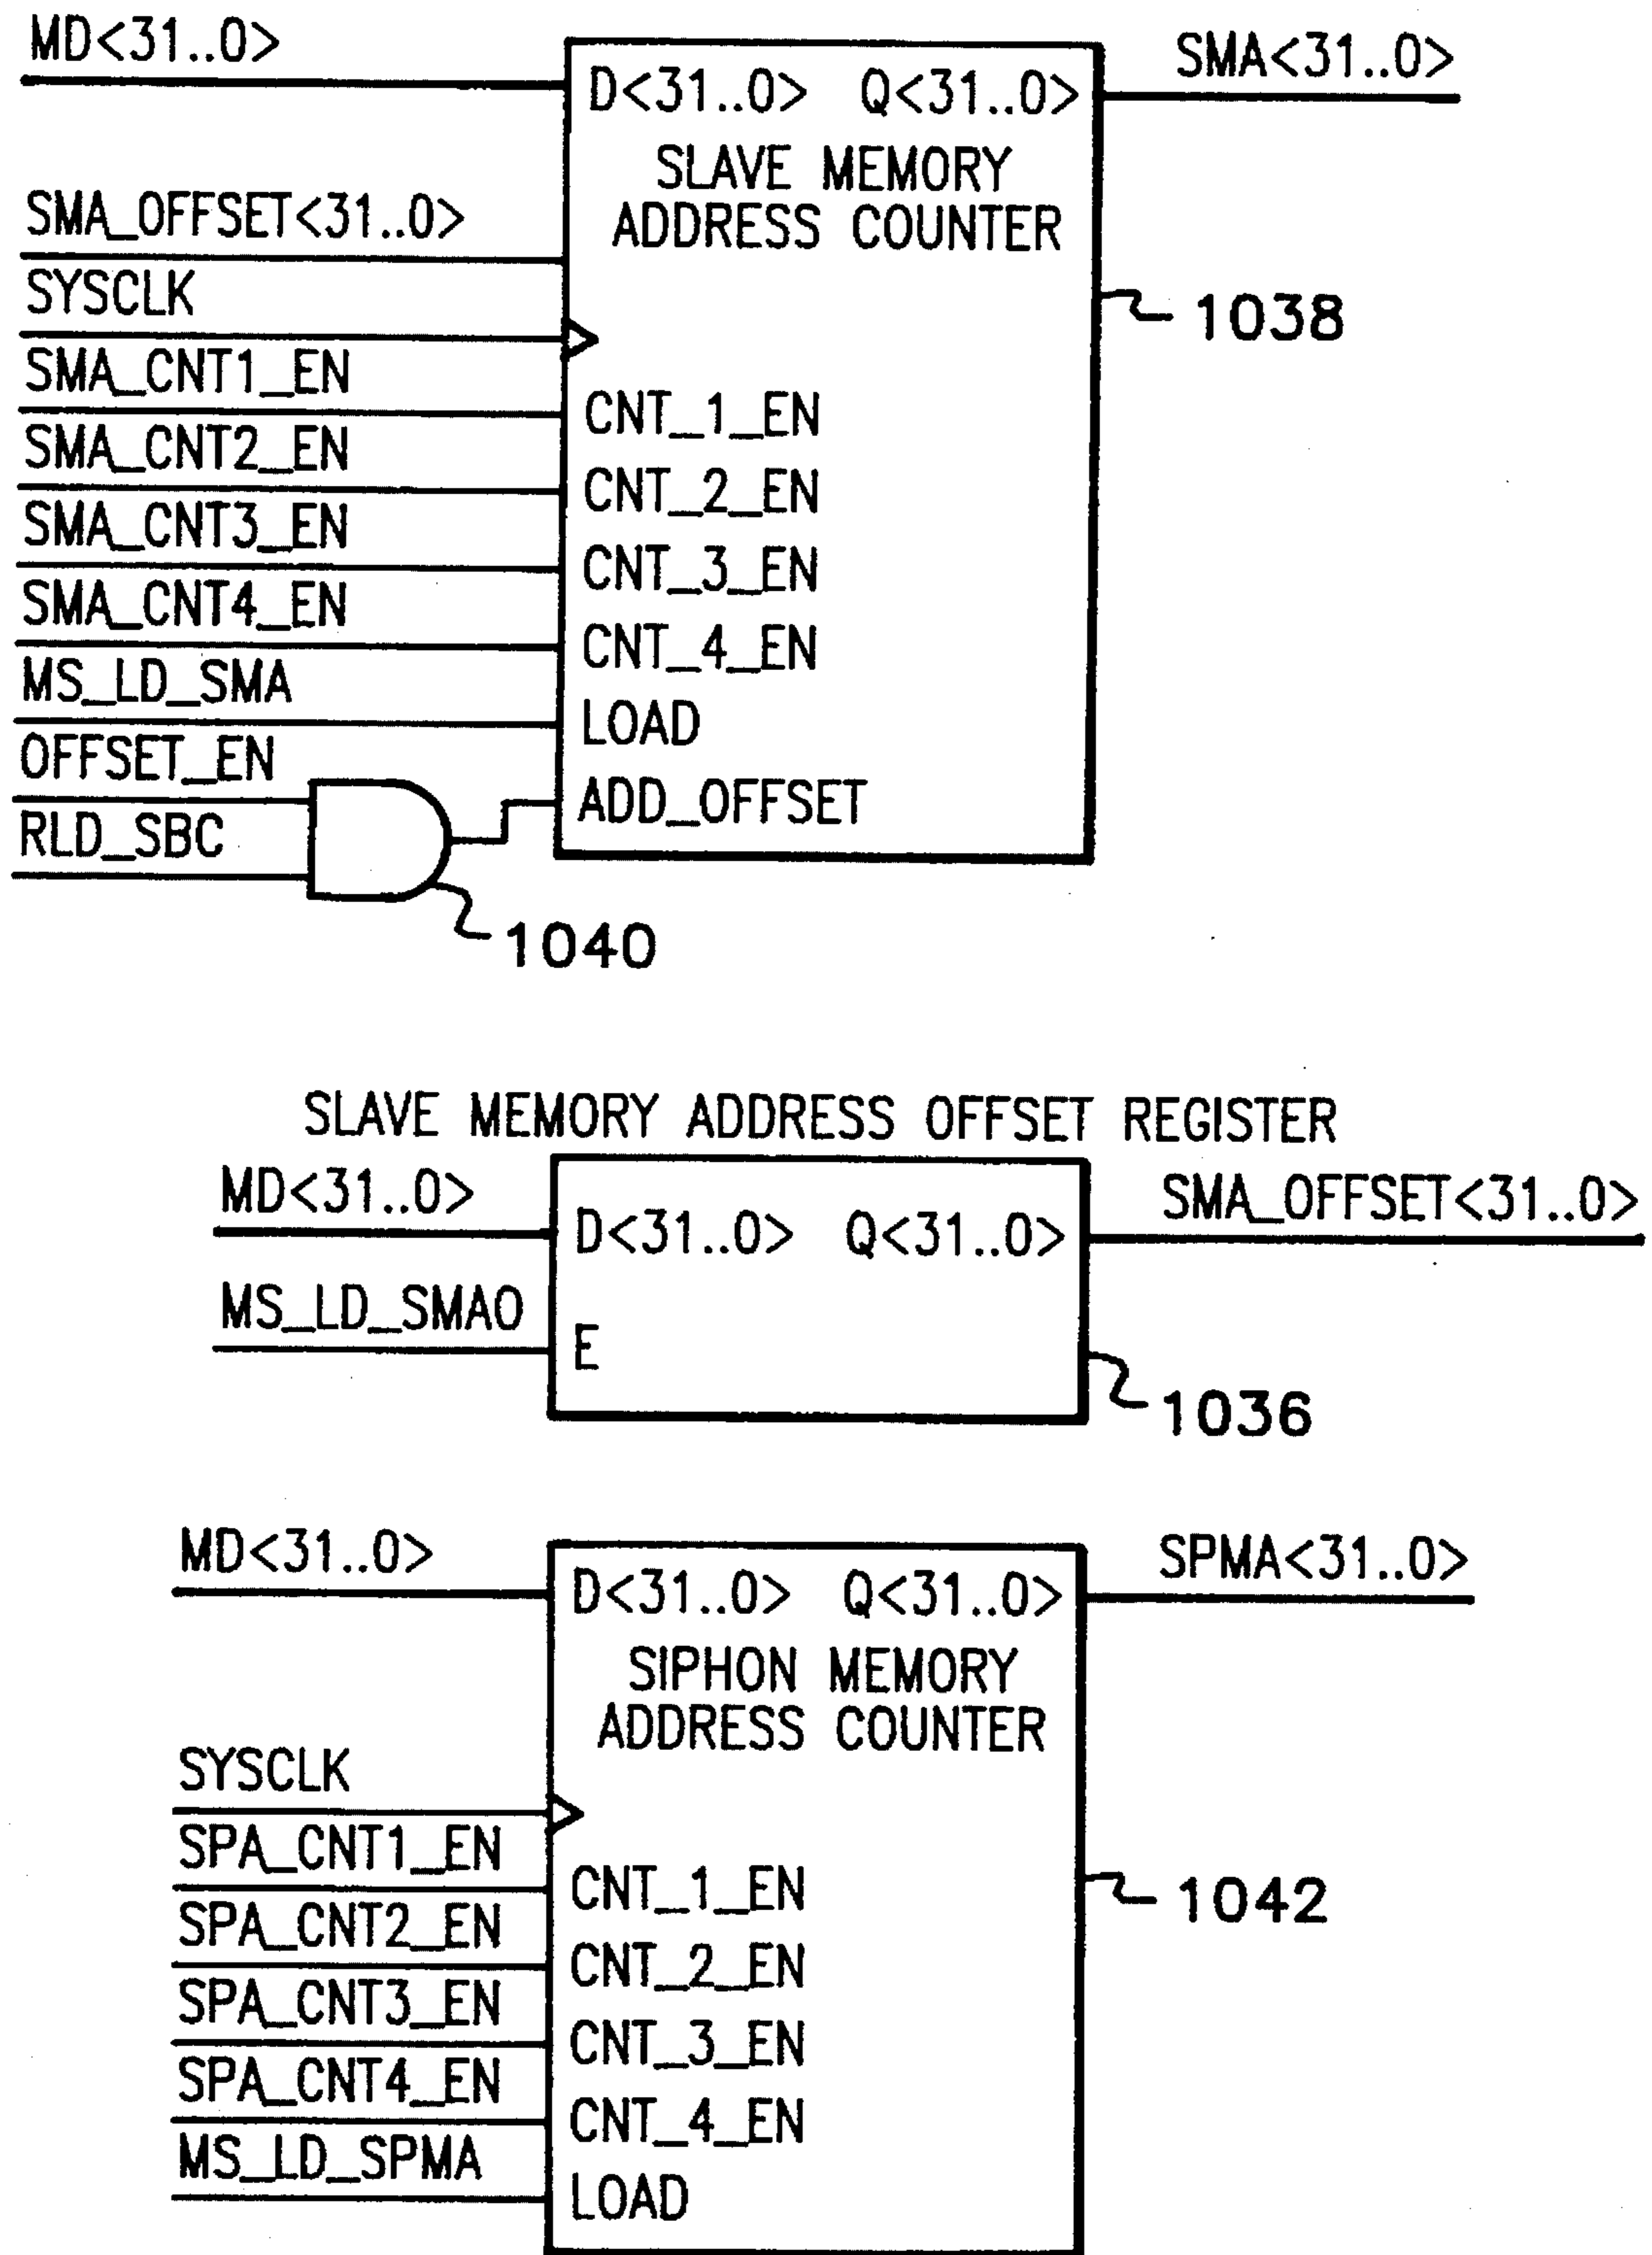 MD<31..0>
D<31..0> Q<31..0>
SMA<31..0>
SLAVE MEMORY
ADDRESS COUNTER
SMA_OFFSET<31..0>
SYSCLK
1038
SMA_CNT1_EN
CNT_1_EN
SMA_CNT2_EN
CNT_2_EN
SMA_CNT3_EN
CNT_3_EN
SMA_CNT4_EN
CNT_4_EN
MS_LD_SMA
LOAD
OFFSET_EN
ADD_OFFSET
RLD_SBC
1040
SLAVE MEMORY ADDRESS OFFSET REGISTER
MD<31..0>
D<31..0> Q<31..0>
SMA_OFFSET<31..0>
MS_LD_SMAO
E
1036
MD<31..0>
D<31..0> Q<31..0>
SPMA<31..0>
SIPHON MEMORY
ADDRESS COUNTER
SYSCLK
SPA_CNT1_EN
CNT_1_EN
1042
SPA_CNT2_EN
CNT_2_EN
SPA_CNT3_EN
CNT_3_EN
SPA_CNT4_EN
CNT_4_EN
MS_LD_SPMA
LOAD